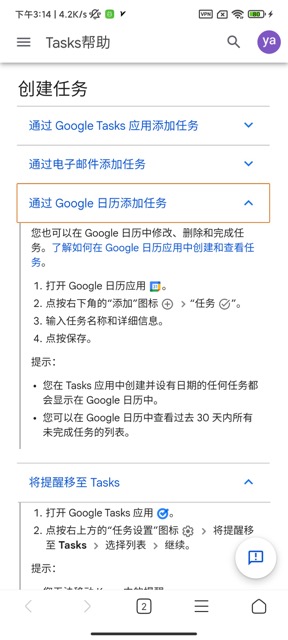 下午3:14 | 4.2K/s
VPN
80
Tasks帮助
ya
创建任务
通过 Google Tasks 应用添加任务
通过电子邮件添加任务
通过 Google 日历添加任务
您也可以在 Google 日历中修改、删除和完成任
务。了解如何在 Google 日历应用中创建和查看任
务。
1. 打开 Google 日历应用 。
2. 点按右下角的“添加”图标 > “任务 ”。
3. 输入任务名称和详细信息。
4. 点按保存。
提示：
• 您在 Tasks 应用中创建并设有日期的任何任务都
会显示在 Google 日历中。
• 您可以在 Google 日历中查看过去 30 天内所有
未完成任务的列表。
将提醒移至 Tasks
1. 打开 Google Tasks 应用 。
2. 点按右上方的“任务设置”图标 > 将提醒移
至 Tasks > 选择列表 > 继续。
提示：
2